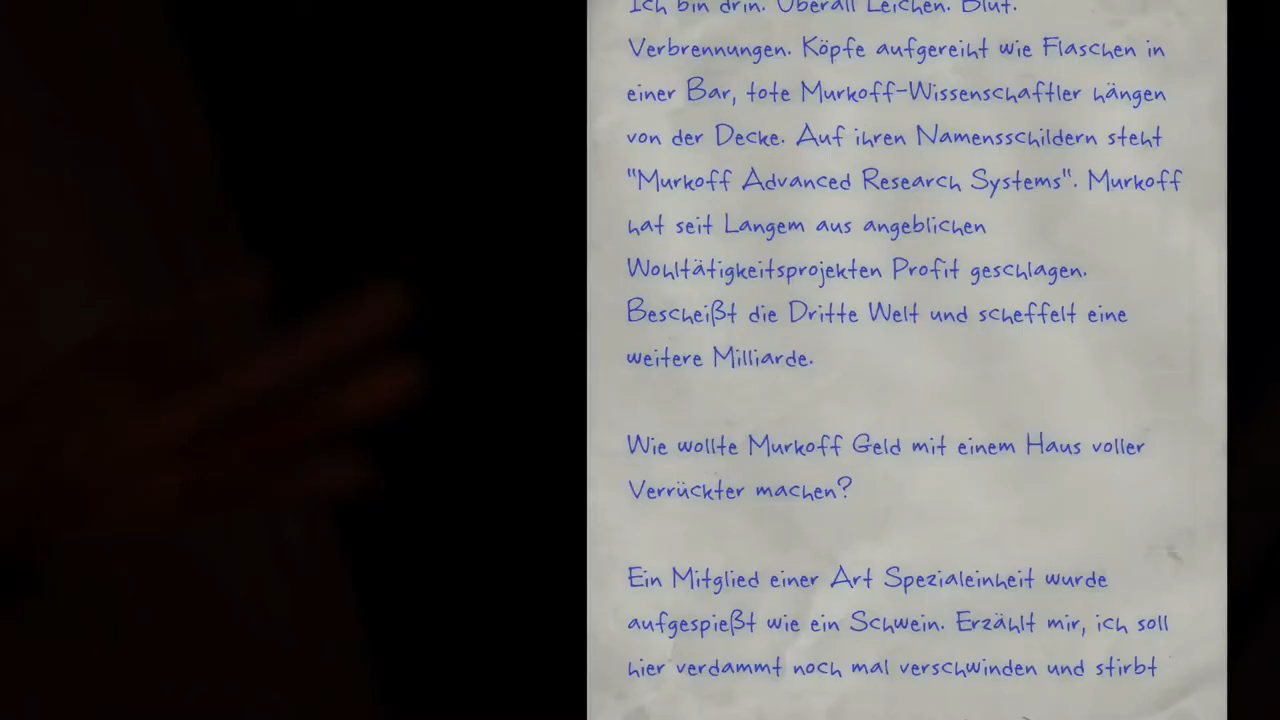 Ich bin drin. Überall Leichen. Blut.
Verbrennungen. Köpfe aufgereiht wie Flaschen in
einer Bar, tote Murkoff-Wissenschaftler hängen
von der Decke. Auf ihren Namensschildern steht
"Murkoff Advanced Research Systems". Murkoff
hat seit Langem aus angeblichen
Wohltätigkeitsprojekten Profit geschlagen.
Bescheißt die Dritte Welt und scheffelt eine
weitere Milliarde.
Wie wollte Murkoff Geld mit einem Haus voller
Verrückter machen?
Ein Mitglied einer Art Spezialeinheit wurde
aufgespießt wie ein Schwein. Erzählt mir, ich soll
hier verdammt noch mal verschwinden und stirbt